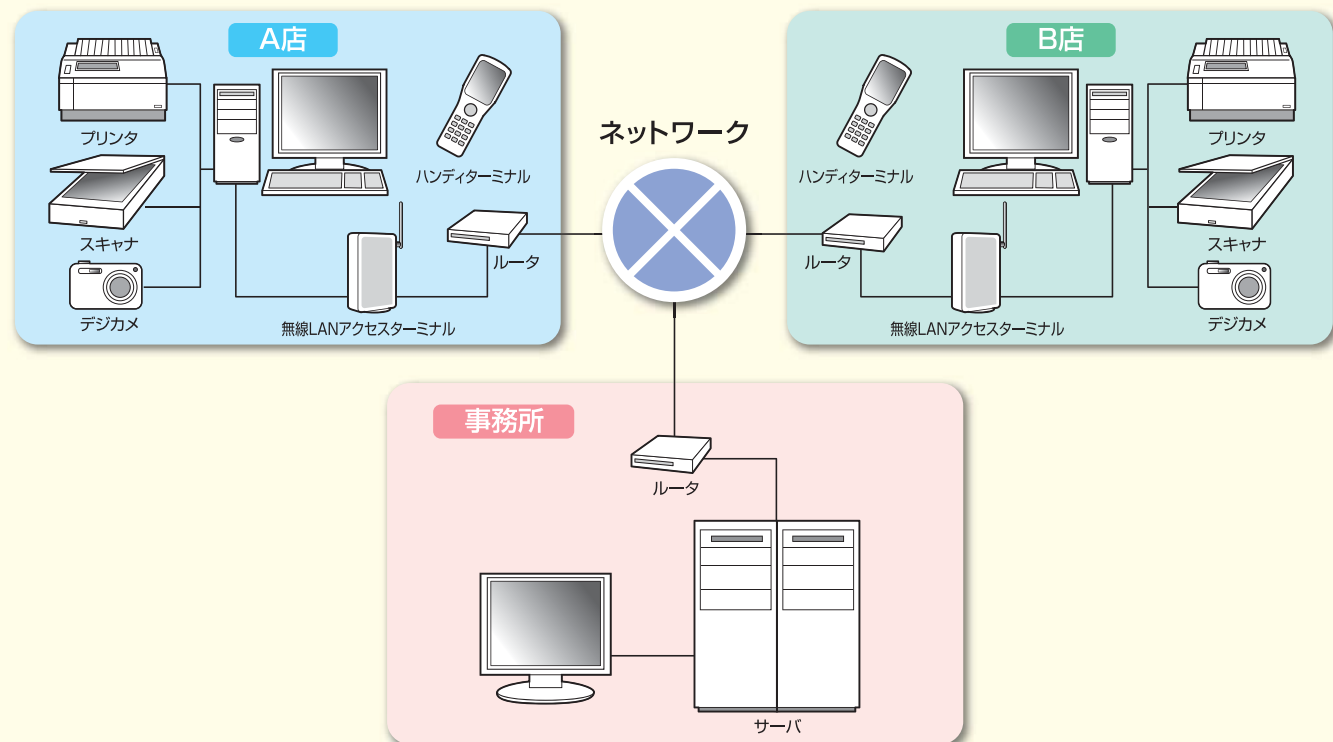 A店
プリンタ
スキャナ
デジカメ
ハンディターミナル
ルータ
無線LANアクセスターミナル
ネットワーク
B店
ハンディターミナル
ルータ
無線LANアクセスターミナル
プリンタ
スキャナ
デジカメ
事務所
ルータ
サーバ